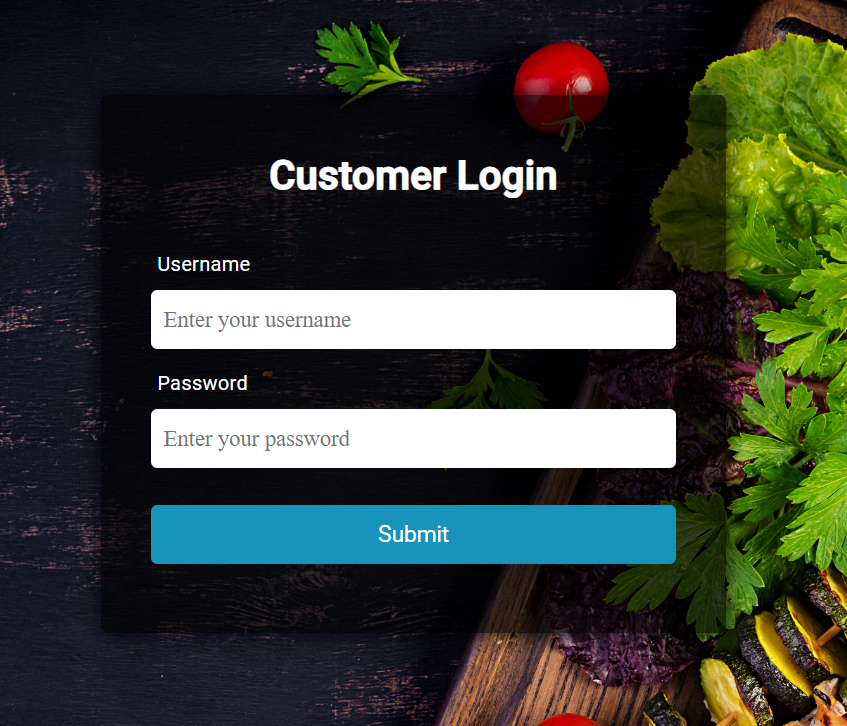 Customer Login
Username
Enter your username
Password
Enter your password
Submit